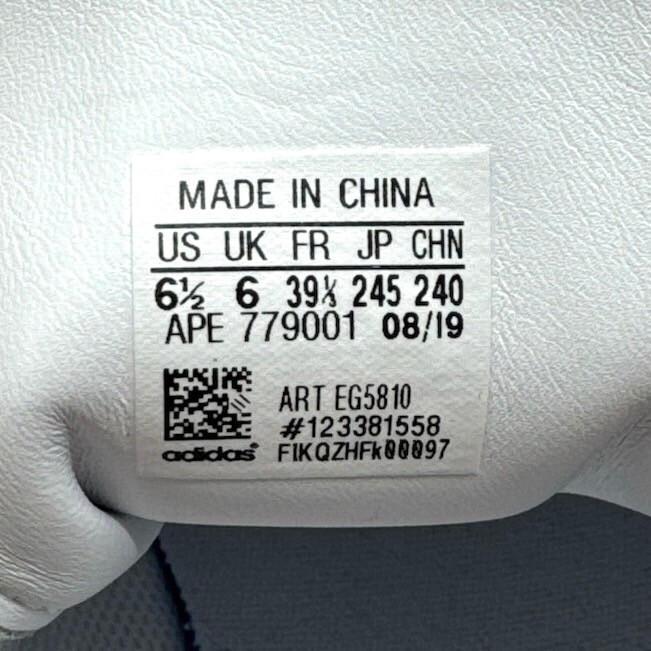 MADE IN CHINA
US UK FR JP CHN
6½ 6 39⅓ 245 240
APE 779001 08/19
ART EG5810
#123381558
adidas® FIKQZHFk00097